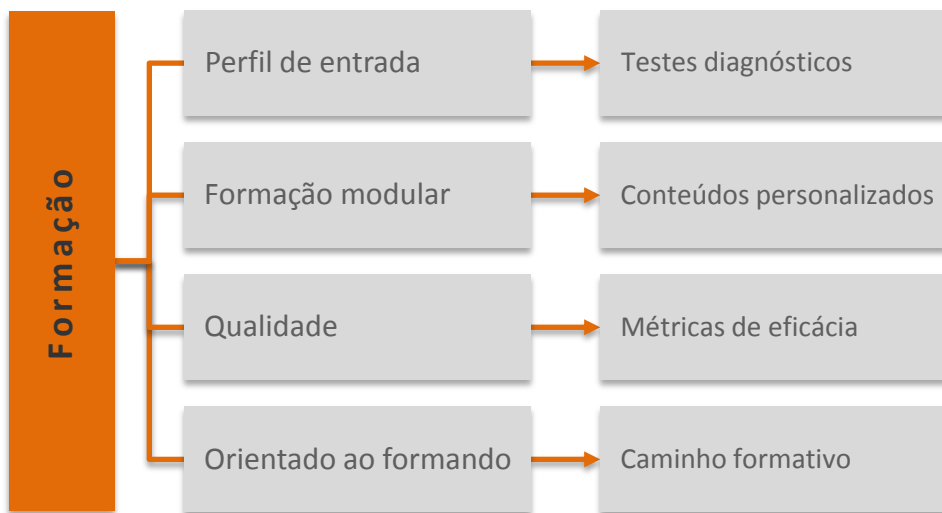 Formação
Perfil de entrada
Testes diagnósticos
Formação modular
Conteúdos personalizados
Qualidade
Métricas de eficácia
Orientado ao formando
Caminho formativo